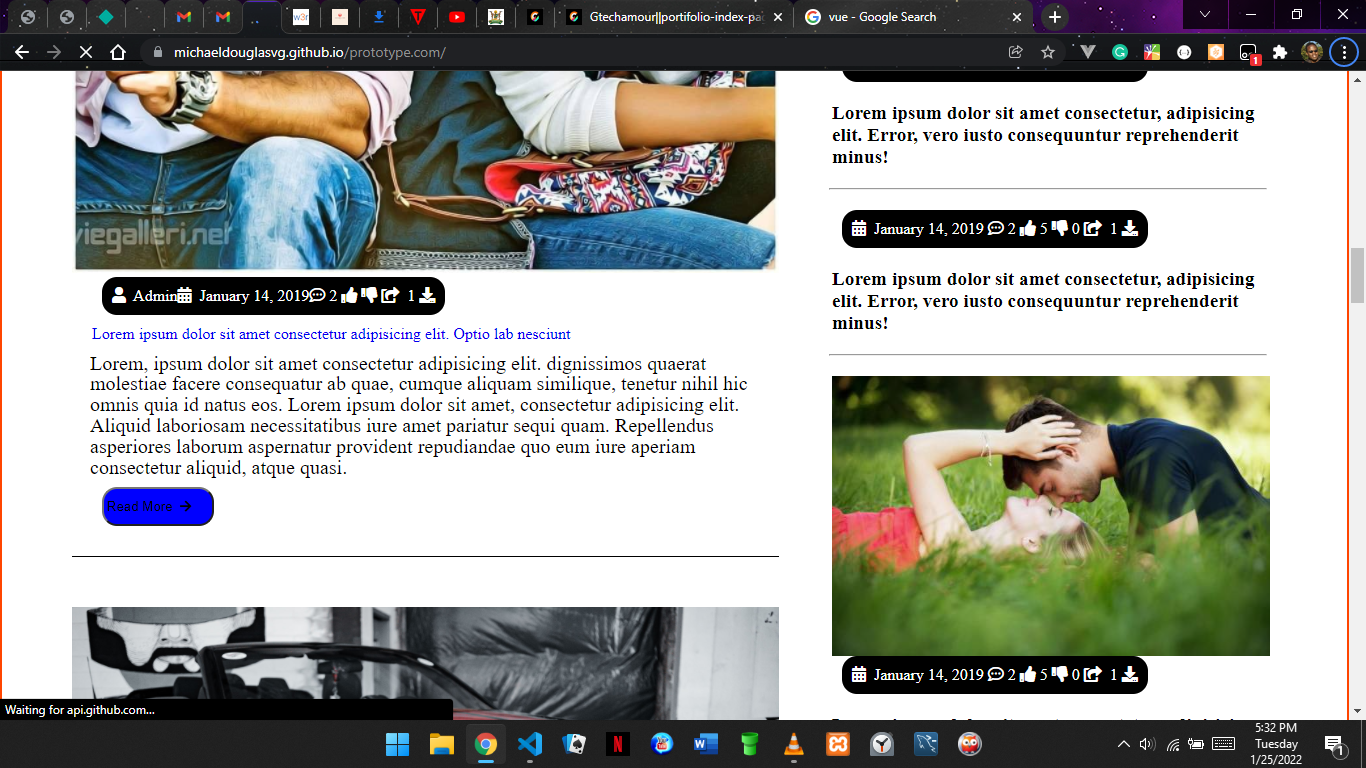 w3r
Gtechamour||portifolio-index-pa
vue - Google Search
michaeldouglasvg.github.io/prototype.com/
1
viegalleri.net
Admin January 14, 2019 2 1
Lorem ipsum dolor sit amet consectetur adipisicing elit. Optio lab nesciunt
Lorem, ipsum dolor sit amet consectetur adipisicing elit. dignissimos quaerat
molestiae facere consequatur ab quae, cumque aliquam similique, tenetur nihil hic
omnis quia id natus eos. Lorem ipsum dolor sit amet, consectetur adipisicing elit.
Aliquid laboriosam necessitatibus iure amet pariatur sequi quam. Repellendus
asperiores laborum aspernatur provident repudiandae quo eum iure aperiam
consectetur aliquid, atque quasi.
Read More
Lorem ipsum dolor sit amet consectetur, adipisicing
elit. Error, vero iusto consequuntur reprehenderit
minus!
January 14, 2019 2 5 0 1
Lorem ipsum dolor sit amet consectetur, adipisicing
elit. Error, vero iusto consequuntur reprehenderit
minus!
January 14, 2019 2 5 0 1
Waiting for api.github.com...
5:32 PM
Tuesday
1/25/2022
1